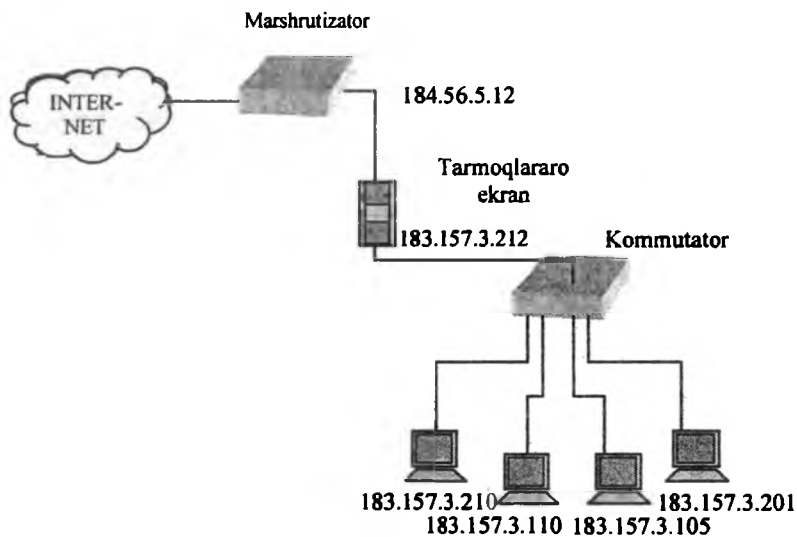 Marshrutizator
INTER-
NET
184.56.5.12
Tarmoqlararo
ekran
183.157.3.212
Kommutator
183.157.3.210
183.157.3.110
183.157.3.105
183.157.3.201